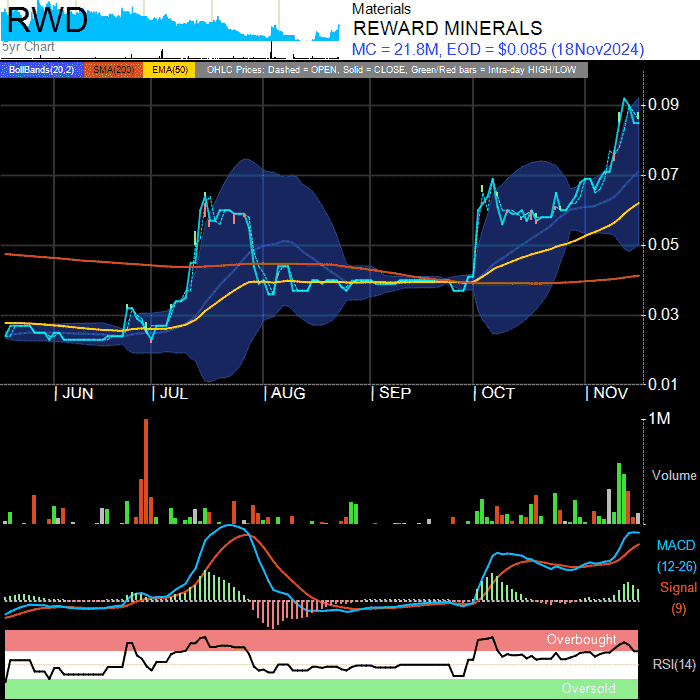 RWD
5yr Chart
Materials
REWARD MINERALS
MC = 21.8M, EOD = $0.085 (18Nov2024)
BollBands(20,2) SMA(200) EMA(50) OHLC Prices: Dashed = OPEN, Solid = CLOSE, Green/Red bars = Intra-day HIGH/LOW
0.09
0.07
0.05
0.03
0.01
JUN JUL AUG SEP OCT NOV
1M
Volume
MACD
(12-26)
Signal
(9)
Overbought
RSI(14)
Oversold